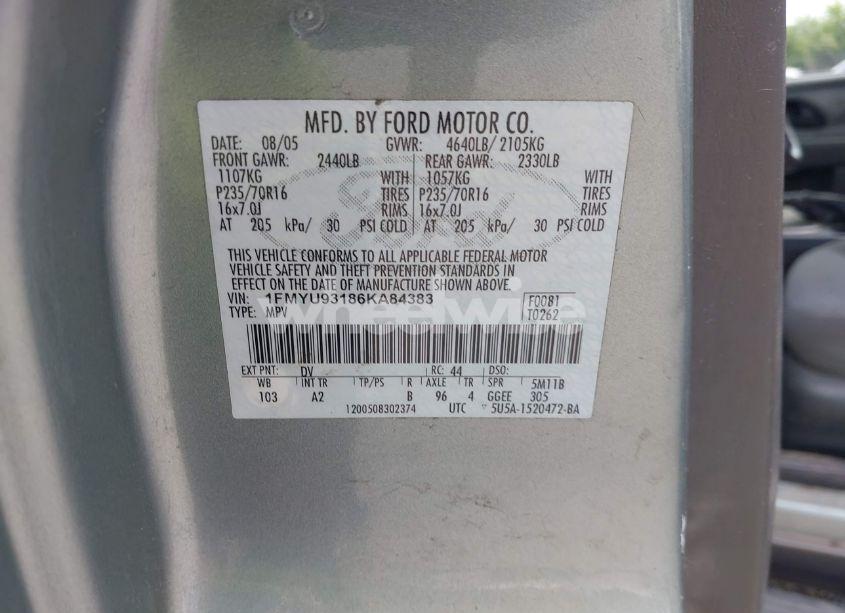 MFD. BY FORD MOTOR CO.
DATE: 08/05 GVWR: 4640LB/ 2105KG
FRONT GAWR: 2440LB REAR GAWR: 2330LB
1107KG WITH 1057KG WITH
P235/70R16 TIRES P235/70R16 TIRES
16x7.0J RIMS 16x7.0J RIMS
AT 205 kPa/ 30 PSI COLD AT 205 kPa/ 30 PSI COLD
THIS VEHICLE CONFORMS TO ALL APPLICABLE FEDERAL MOTOR
VEHICLE SAFETY AND THEFT PREVENTION STANDARDS IN
EFFECT ON THE DATE OF MANUFACTURE SHOWN ABOVE.
VIN: 1FMYU93186KA84383 F0081
TYPE: MPV T0262
wheelwire
EXT PNT: DV RC: 44 DSO:
WB INT TR TP/PS R AXLE TR SPR 5M11B
103 A2 B 96 4 GGEE 305
1200508302374 UTC 5U5A-1520472-BA
Ford